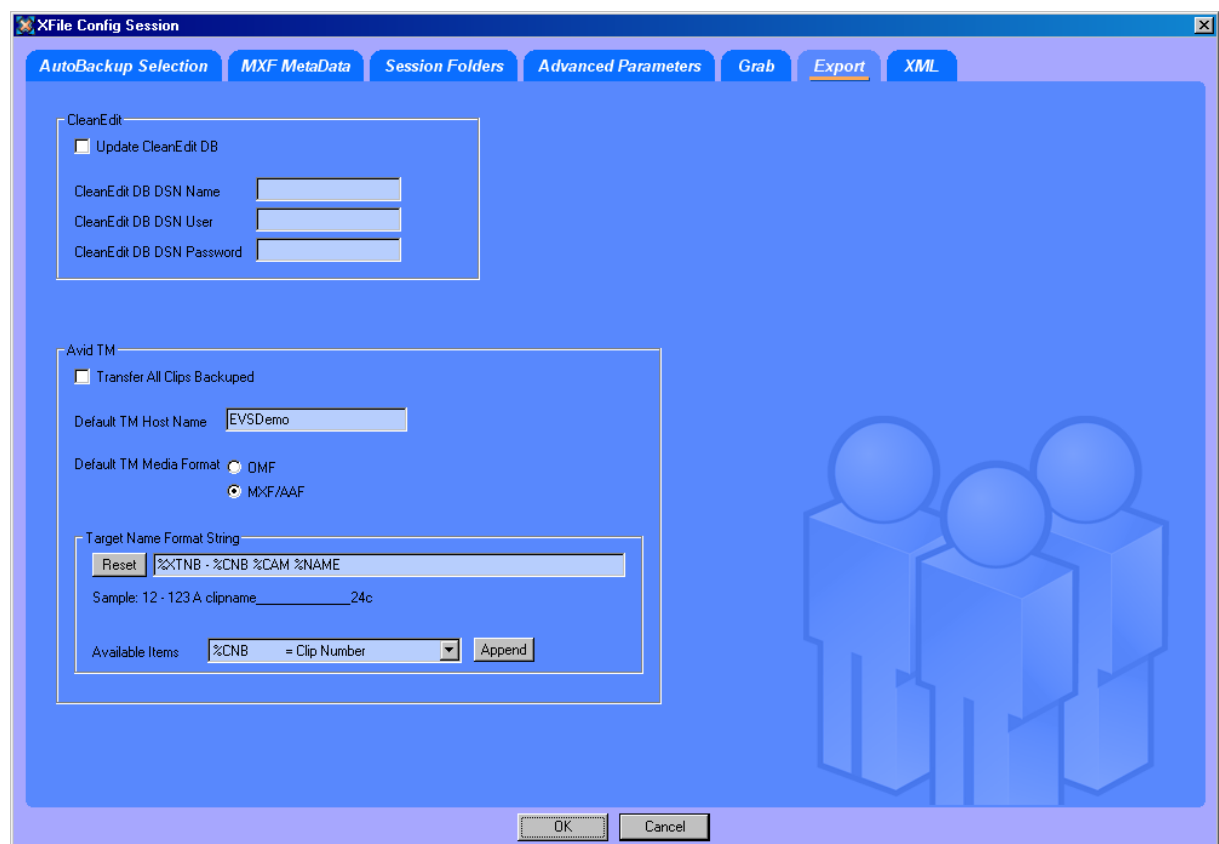 XFile Config Session
AutoBackup Selection MXF MetaData Session Folders Advanced Parameters Grab Export XML
CleanEdit
Update CleanEdit DB
CleanEdit DB DSN Name
CleanEdit DB DSN User
CleanEdit DB DSN Password
Avid TM
Transfer All Clips Backuped
Default TM Host Name EVSDemo
Default TM Media Format OMF
MXF/AAF
Target Name Format String
Reset %XTNB - %CNB %CAM %NAME
Sample: 12 - 123 A clipname______________24c
Available Items %CNB = Clip Number Append
OK Cancel